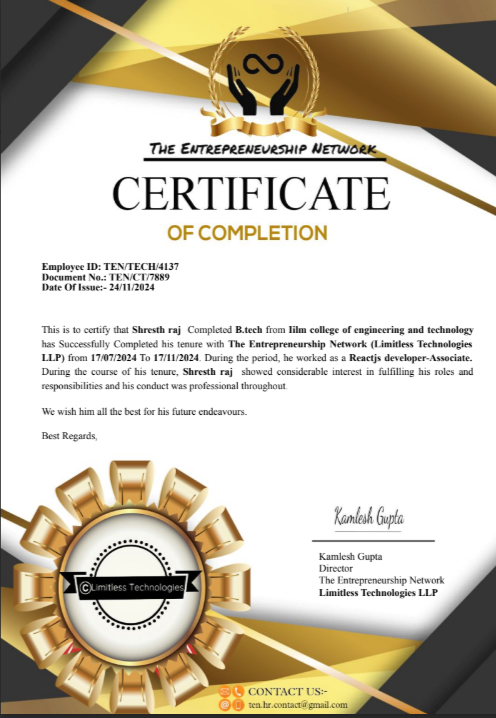 THE ENTREPRENEURSHIP NETWORK
CERTIFICATE
OF COMPLETION
Employee ID: TEN/TECH/4137
Document No.: TEN/CT/7889
Date Of Issue:- 24/11/2024
This is to certify that Shresth raj Completed B.tech from Iilm college of engineering and technology
has Successfully Completed his tenure with The Entrepreneurship Network (Limitless Technologies
LLP) from 17/07/2024 To 17/11/2024. During the period, he worked as a Reactjs developer-Associate.
During the course of his tenure, Shresth raj showed considerable interest in fulfilling his roles and
responsibilities and his conduct was professional throughout.
We wish him all the best for his future endeavours.
Best Regards,
Kamlesh Gupta
Kamlesh Gupta
Director
The Entrepreneurship Network
Limitless Technologies LLP
©Limitless Technologies
CONTACT US:-
ten.hr.contact@gmail.com